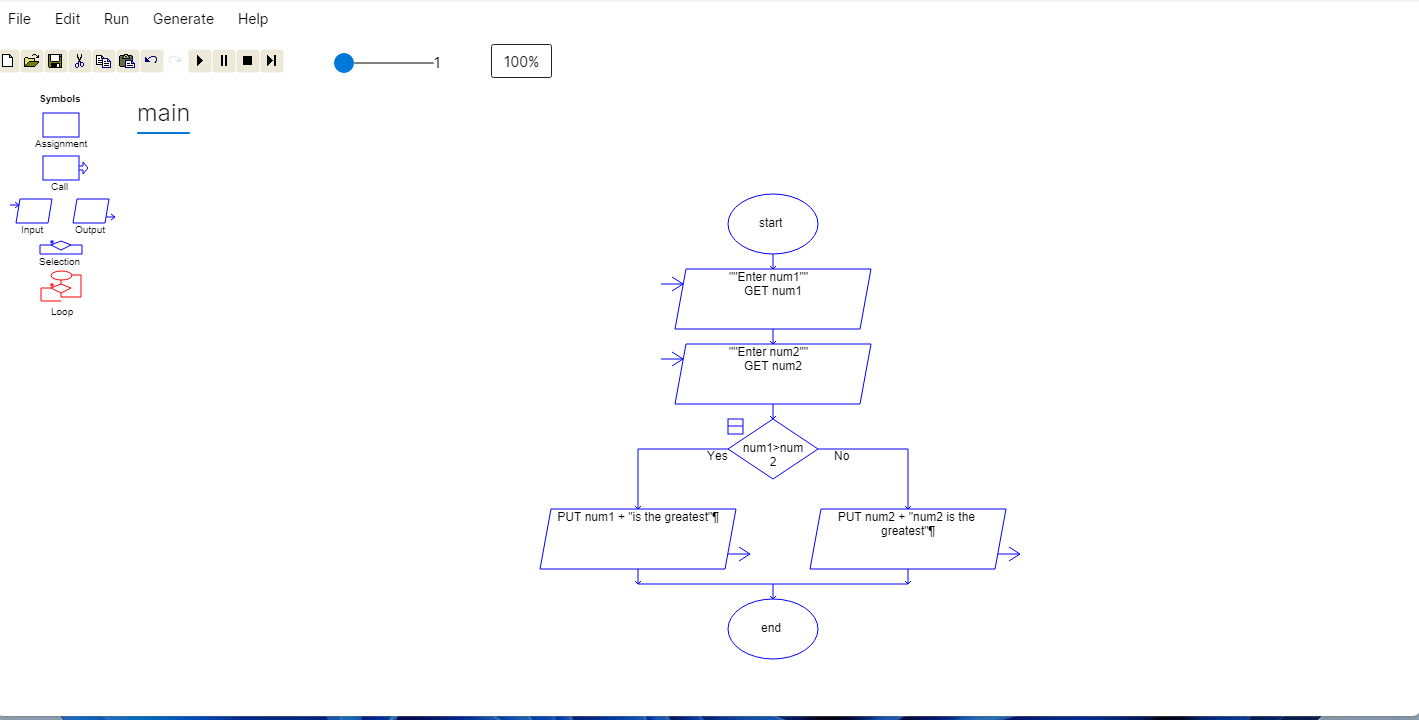 File Edit Run Generate Help
1 100%
Symbols
main
Assignment
Call
Input Output
Selection
Loop
start
""Enter num1""
GET num1
""Enter num2""
GET num2
num1>num
2
Yes No
PUT num1 + "is the greatest"¶
PUT num2 + "num2 is the
greatest"¶
end